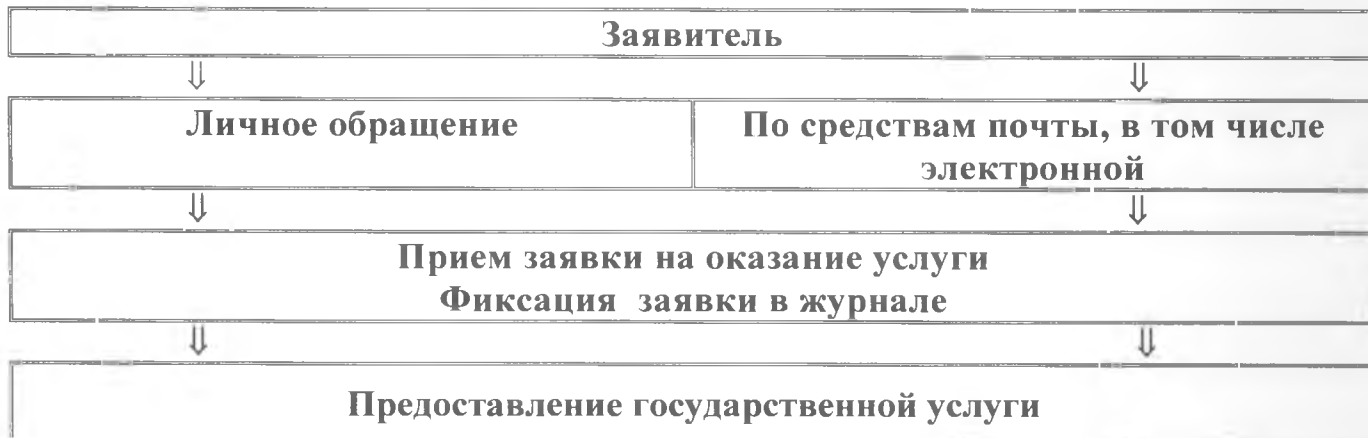 Заявитель
⇓ ⇓
Личное обращение
По средствам почты, в том числе
электронной
⇓ ⇓
Прием заявки на оказание услуги
Фиксация заявки в журнале
⇓ ⇓
Предоставление государственной услуги